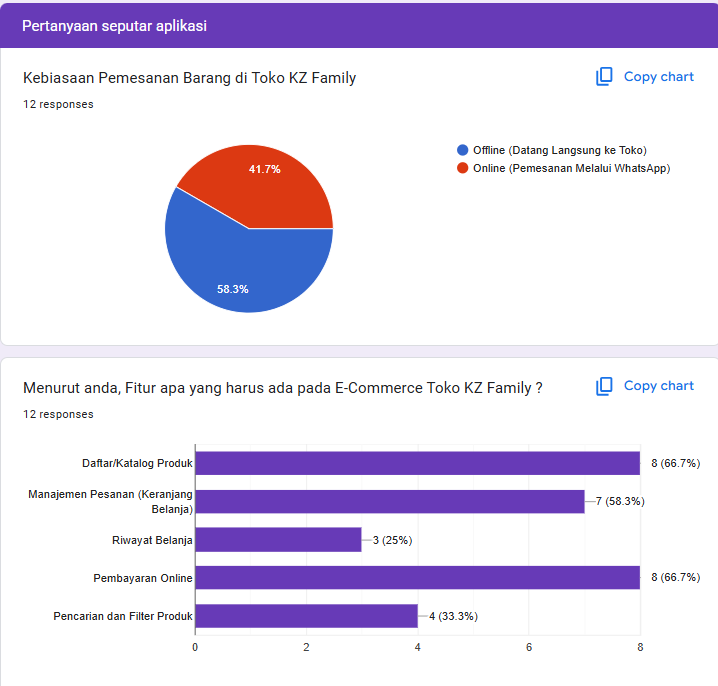 Pertanyaan seputar aplikasi
Kebiasaan Pemesanan Barang di Toko KZ Family
Copy chart
12 responses
Offline (Datang Langsung ke Toko)
Online (Pemesanan Melalui WhatsApp)
41.7%
58.3%
Menurut anda, Fitur apa yang harus ada pada E-Commerce Toko KZ Family ?
Copy chart
12 responses
Daftar/Katalog Produk
8 (66.7%)
Manajemen Pesanan (Keranjang
Belanja)
7 (58.3%)
Riwayat Belanja
3 (25%)
Pembayaran Online
8 (66.7%)
Pencarian dan Filter Produk
4 (33.3%)
0 2 4 6 8